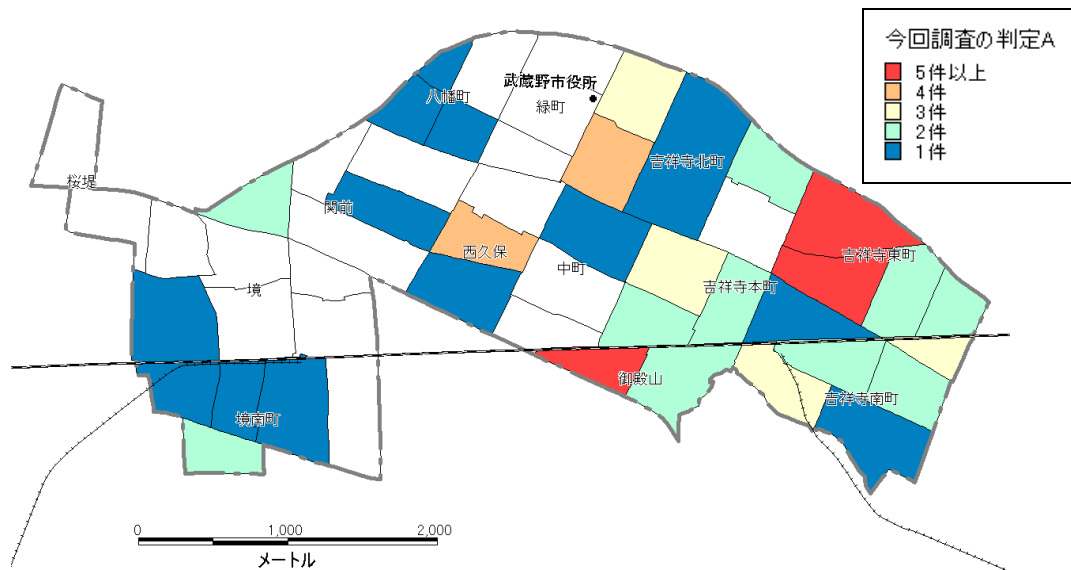 今回調査の判定A
5件以上
4件
3件
2件
1件
武蔵野市役所
八幡町
緑町
吉祥寺北町
桜堤
関前
西久保
中町
吉祥寺東町
境
吉祥寺本町
御殿山
吉祥寺南町
境南町
0 1,000 2,000
メートル